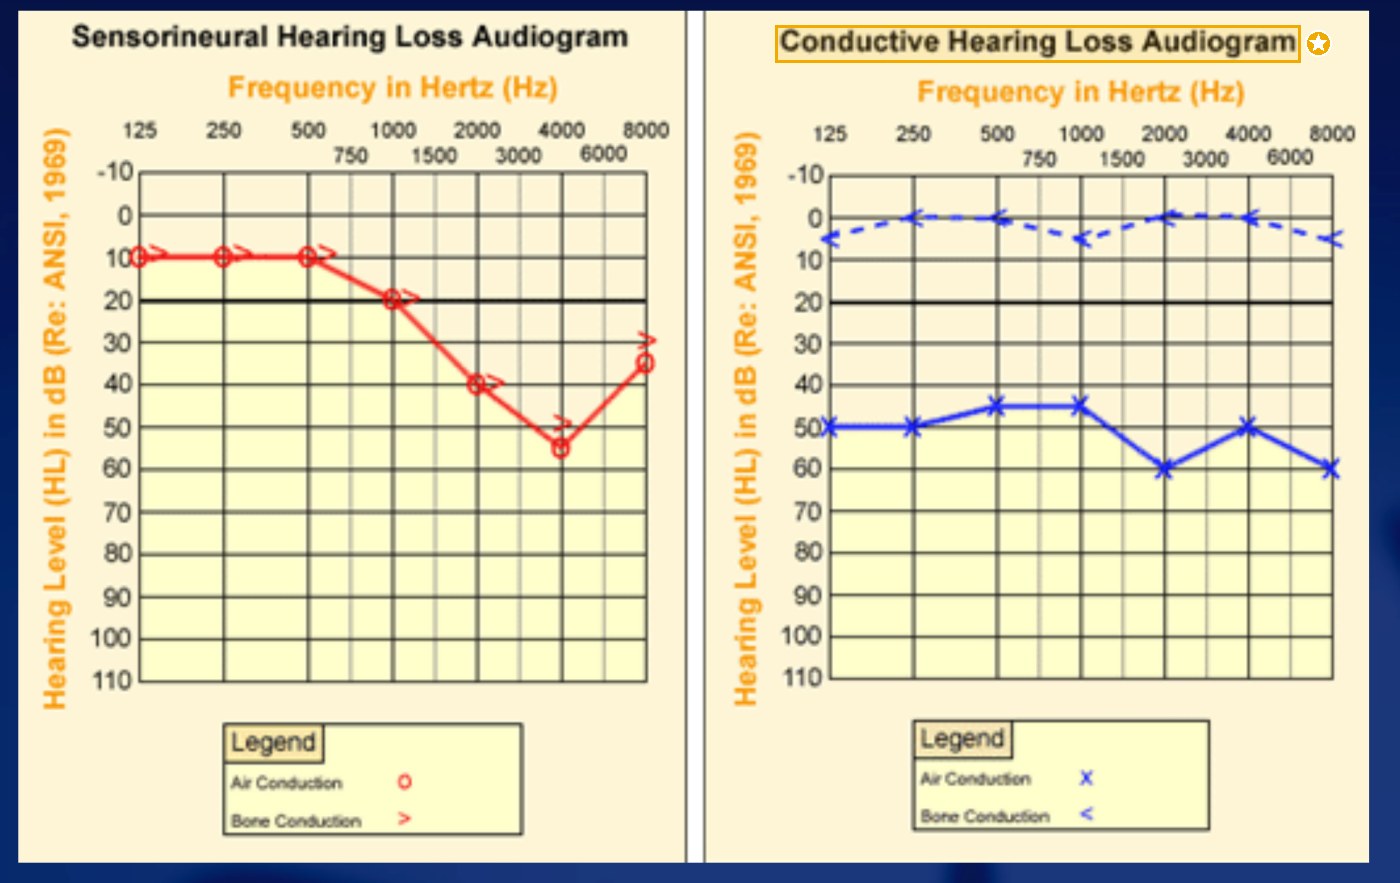 Sensorineural Hearing Loss Audiogram
Frequency in Hertz (Hz)
125 250 500 1000 2000 4000 8000
750 1500 3000 6000
Hearing Level (HL) in dB (Re: ANSI, 1969)
-10
0
10
20
30
40
50
60
70
80
90
100
110
Legend
Air Conduction O
Bone Conduction >
Conductive Hearing Loss Audiogram
Frequency in Hertz (Hz)
125 250 500 1000 2000 4000 8000
750 1500 3000 6000
Hearing Level (HL) in dB (Re: ANSI, 1969)
-10
0
10
20
30
40
50
60
70
80
90
100
110
Legend
Air Conduction X
Bone Conduction <